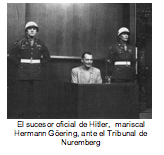 El sucesor oficial de Hitler, mariscal
Hermann Göering, ante el Tribunal de
Nuremberg